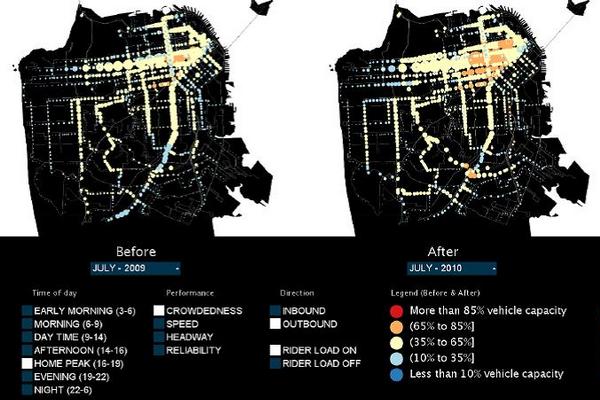 Before
JULY - 2009
After
JULY - 2010
Time of day
EARLY MORNING (3-6)
MORNING (6-9)
DAY TIME (9-14)
AFTERNOON (14-16)
HOME PEAK (16-19)
EVENING (19-22)
NIGHT (22-6)
Performance
CROWDEDNESS
SPEED
HEADWAY
RELIABILITY
Direction
INBOUND
OUTBOUND
RIDER LOAD ON
RIDER LOAD OFF
Legend (Before & After)
More than 85% vehicle capacity
(65% to 85%]
(35% to 65%]
(10% to 35%]
Less than 10% vehicle capacity